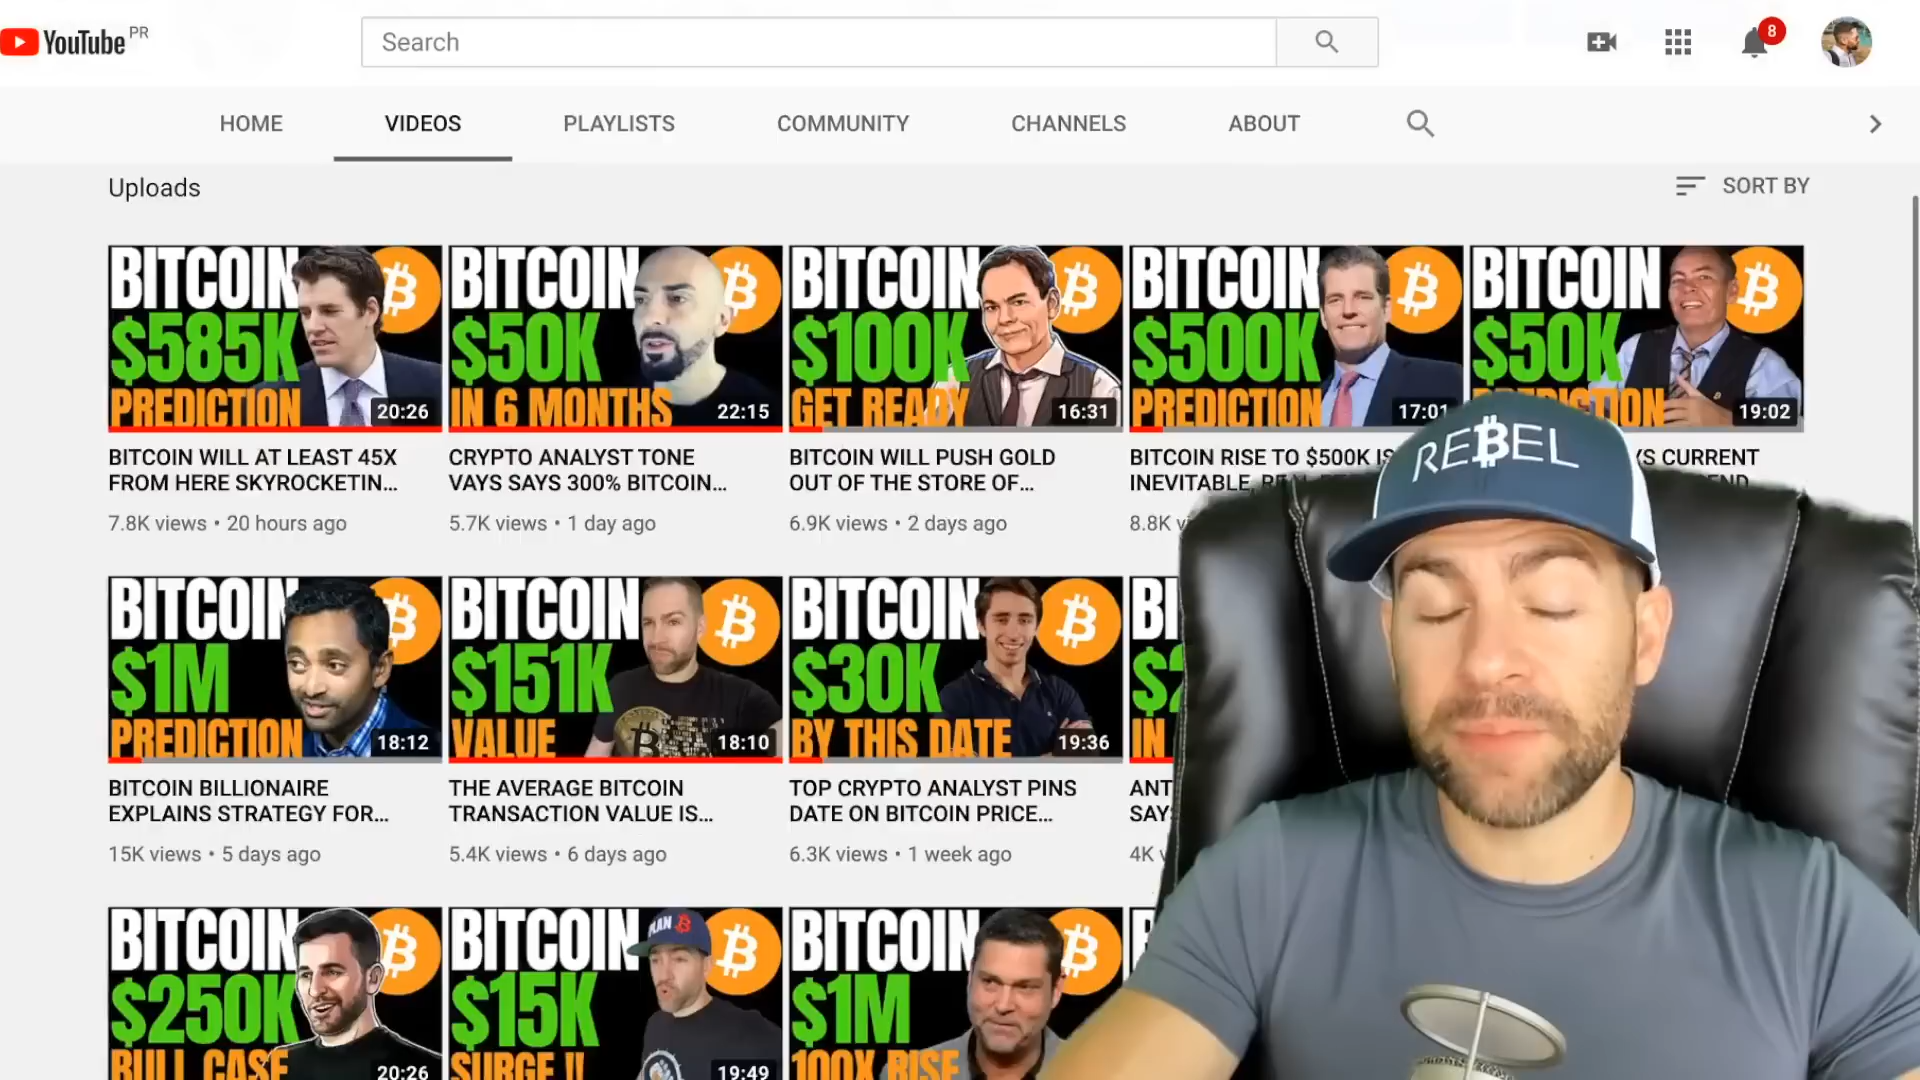 YouTube PR
Search
8
HOME
VIDEOS
PLAYLISTS
COMMUNITY
CHANNELS
ABOUT
Uploads
SORT BY
BITCOIN
$585K
PREDICTION
20:26
BITCOIN
$50K
IN 6 MONTHS
22:15
BITCOIN
$100K
GET READY
16:31
BITCOIN
$500K
PREDICTION
17:01
BITCOIN
$50K
19:02
BITCOIN WILL AT LEAST 45X
FROM HERE SKYROCKETIN...
7.8K views • 20 hours ago
CRYPTO ANALYST TONE
VAYS SAYS 300% BITCOIN...
5.7K views • 1 day ago
BITCOIN WILL PUSH GOLD
OUT OF THE STORE OF...
6.9K views • 2 days ago
BITCOIN RISE TO $500K IS
INEVITABLE,
8.8K
CURRENT
REBEL
BITCOIN
$1M
PREDICTION
18:12
BITCOIN
$151K
VALUE
18:10
BITCOIN
$30K
BY THIS DATE
19:36
IN
BITCOIN BILLIONAIRE
EXPLAINS STRATEGY FOR...
15K views • 5 days ago
THE AVERAGE BITCOIN
TRANSACTION VALUE IS...
5.4K views • 6 days ago
TOP CRYPTO ANALYST PINS
DATE ON BITCOIN PRICE...
6.3K views • 1 week ago
ANT
SAY
4K
BITCOIN
$250K
BULL CASE
20:26
BITCOIN
$15K
SURGE !!
PLAN B
19:49
BITCOIN
$1M
100X RISE